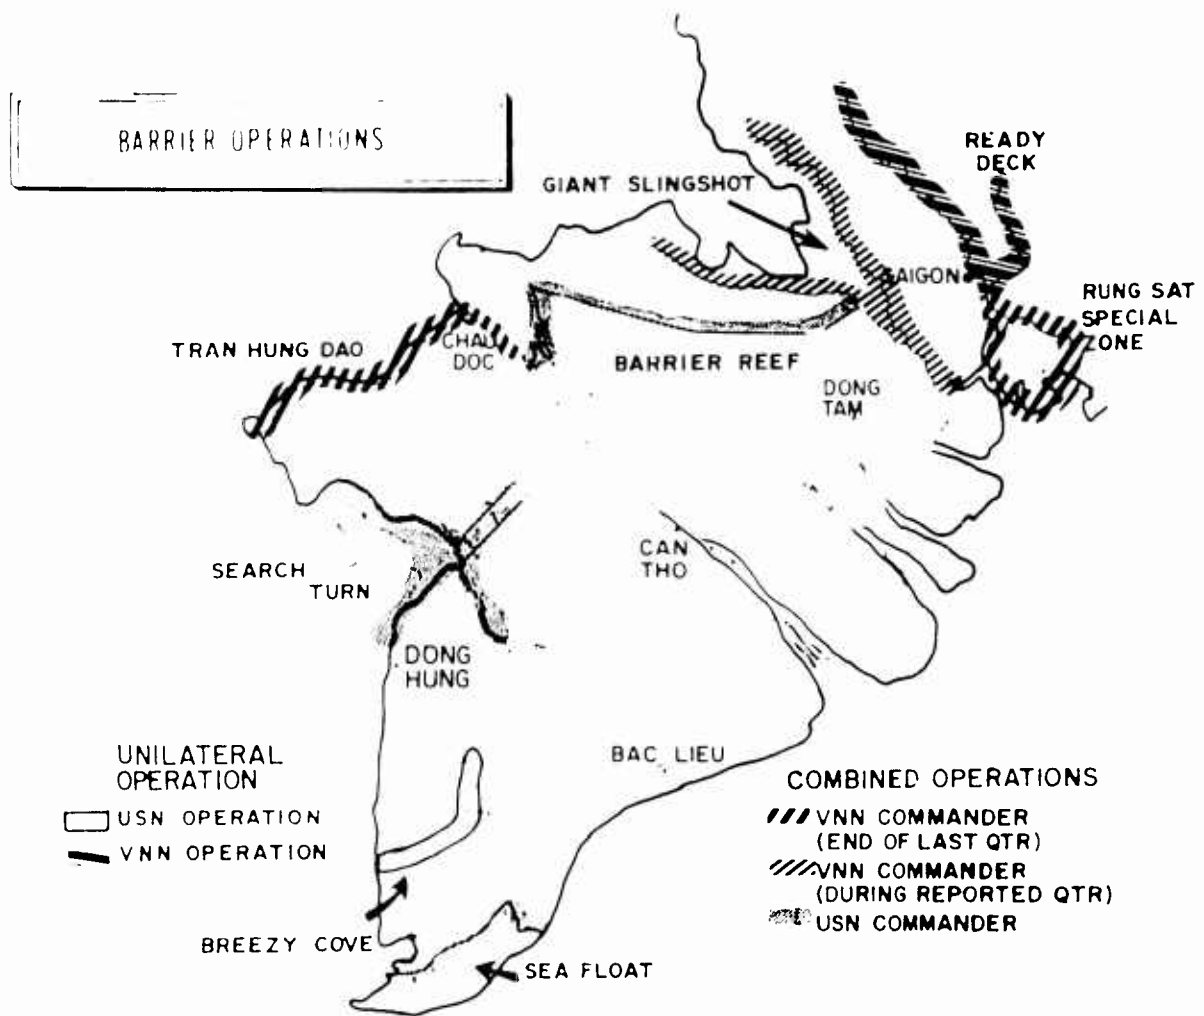 BARRIER OPERATIONS
READY
DECK
GIANT SLINGSHOT
SAIGON
RUNG SAT
SPECIAL
ZONE
TRAN HUNG DAO
CHAU
DOC
BARRIER REEF
DONG
TAM
SEARCH
TURN
CAN
THO
DONG
HUNG
BAC LIEU
UNILATERAL
OPERATION
USN OPERATION
VNN OPERATION
COMBINED OPERATIONS
VNN COMMANDER
(END OF LAST QTR)
VNN COMMANDER
(DURING REPORTED QTR)
USN COMMANDER
BREEZY COVE
SEA FLOAT